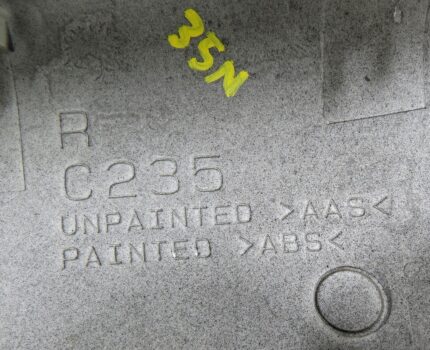 35N
R
C235
UNPAINTED >AAS<
PAINTED >ABS<